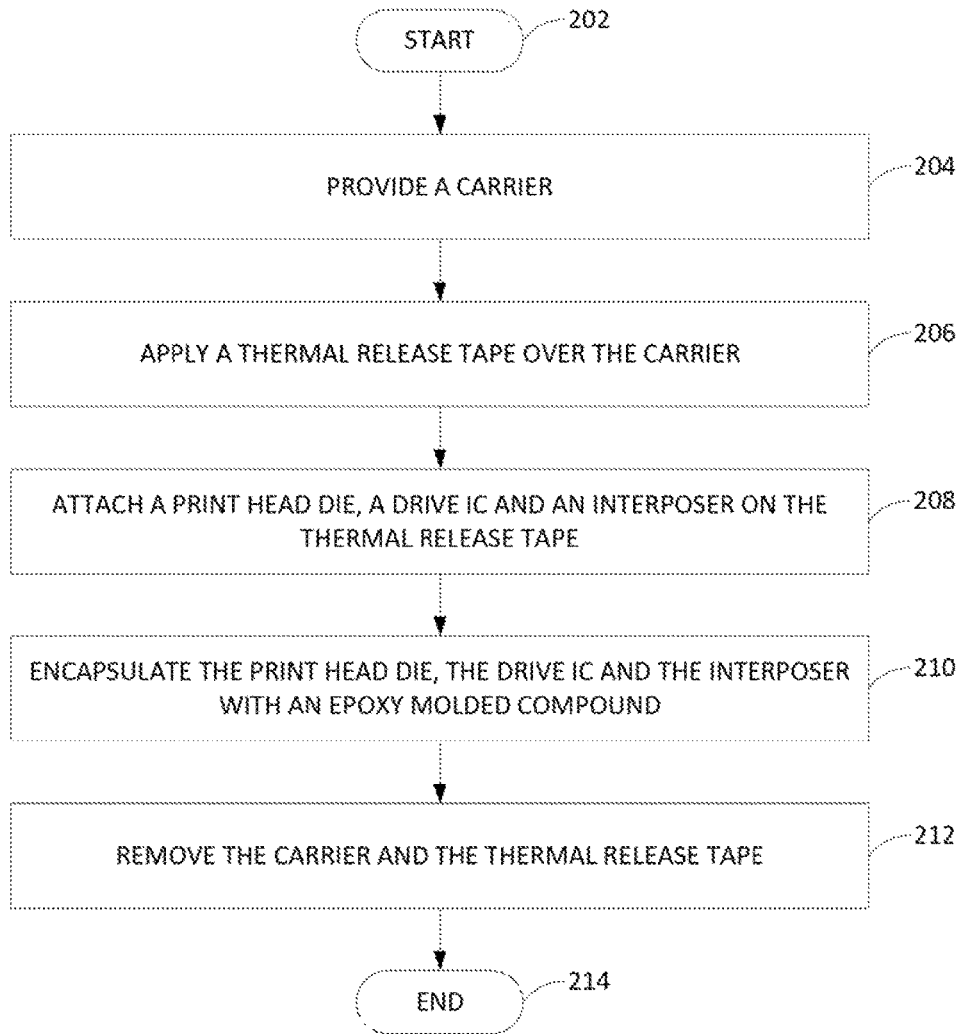 START
202
PROVIDE A CARRIER
204
APPLY A THERMAL RELEASE TAPE OVER THE CARRIER
206
ATTACH A PRINT HEAD DIE, A DRIVE IC AND AN INTERPOSER ON THE
THERMAL RELEASE TAPE
208
ENCAPSULATE THE PRINT HEAD DIE, THE DRIVE IC AND THE INTERPOSER
WITH AN EPOXY MOLDED COMPOUND
210
REMOVE THE CARRIER AND THE THERMAL RELEASE TAPE
212
END
214